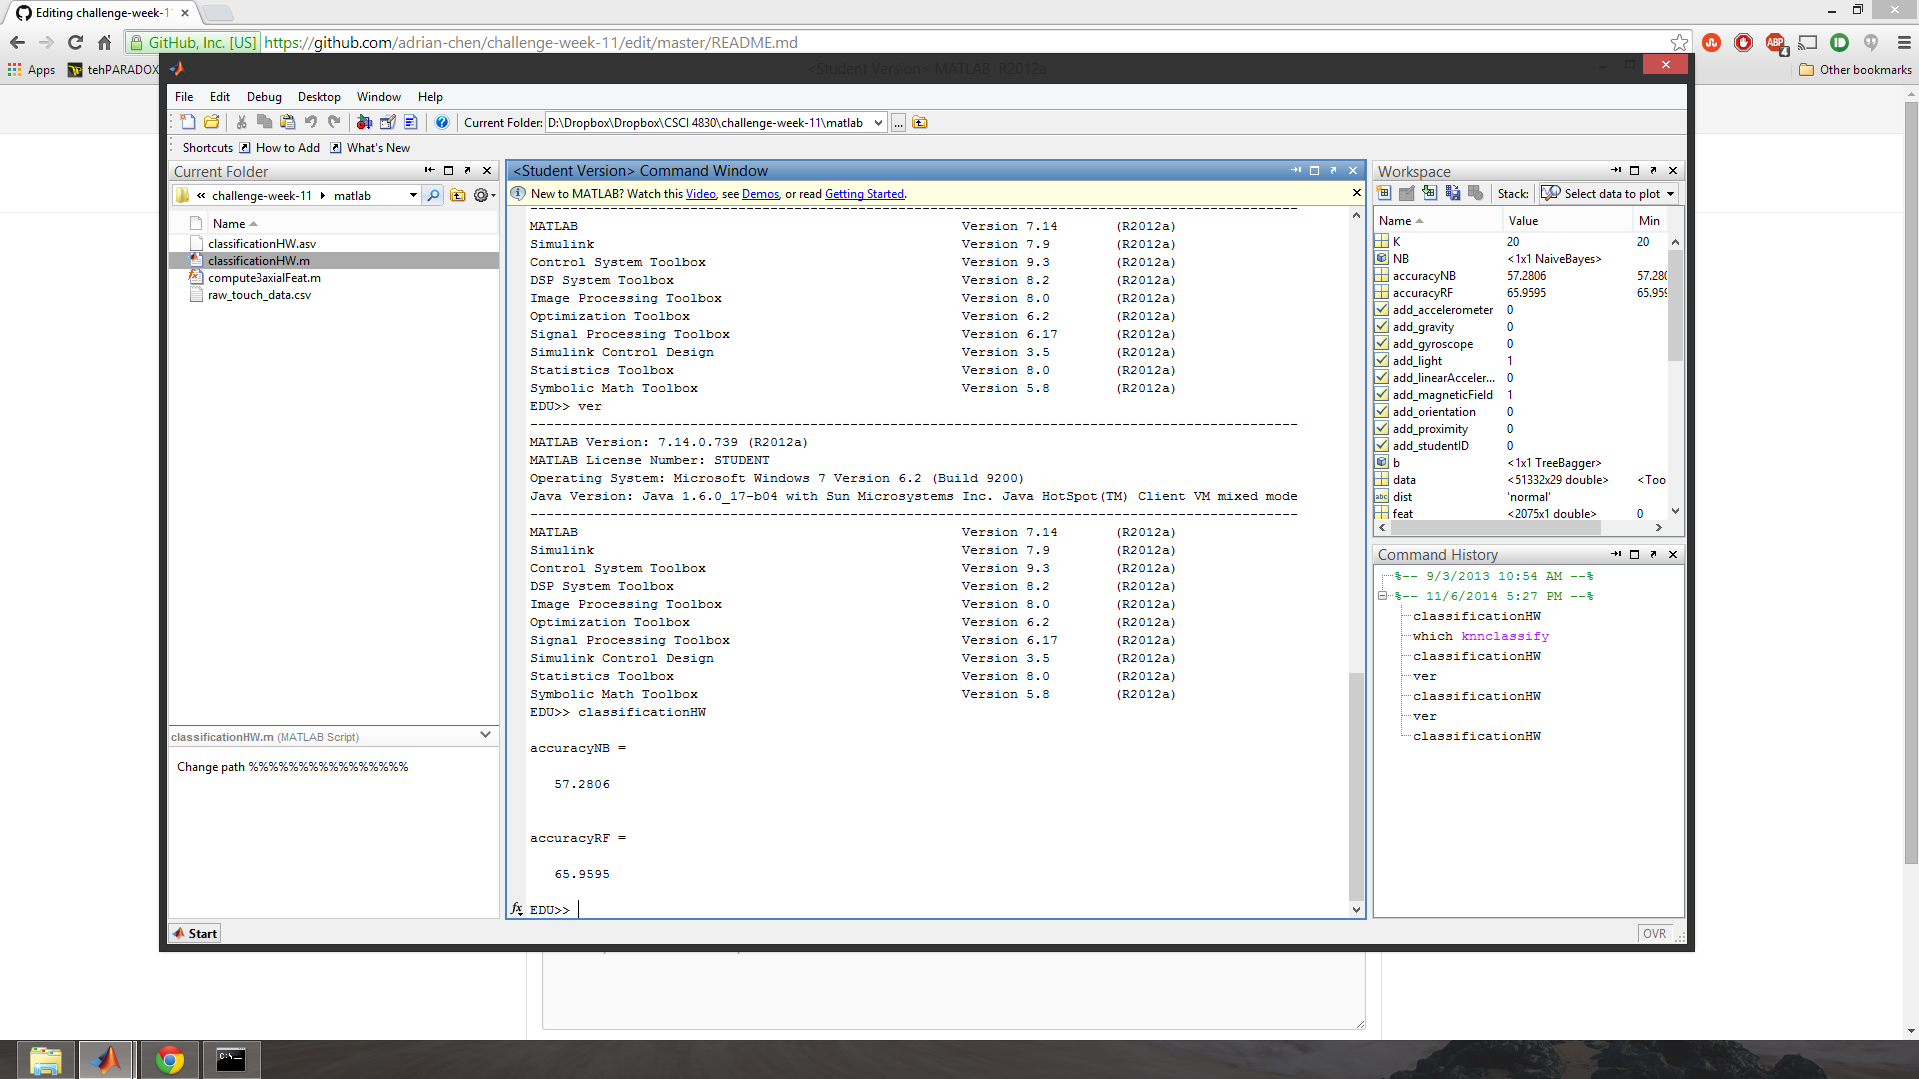 Editing challenge-week-1
GitHub, Inc. [US] https://github.com/adrian-chen/challenge-week-11/edit/master/README.md
ABP 4
Apps tehPARADOX Other bookmarks
<Student Version> MATLAB R2012a
File Edit Debug Desktop Window Help
Current Folder: D:\Dropbox\Dropbox\CSCI 4830\challenge-week-11\matlab ...
Shortcuts How to Add What's New
Current Folder
« challenge-week-11 matlab
Name
classificationHW.asv
classificationHW.m
compute3axialFeat.m
raw_touch_data.csv
classificationHW.m (MATLAB Script)
Change path %%%%%%%%%%%%%%%%
<Student Version> Command Window
New to MATLAB? Watch this Video, see Demos, or read Getting Started.
------------------------------------------------------------------------------------------------
MATLAB Version 7.14 (R2012a)
Simulink Version 7.9 (R2012a)
Control System Toolbox Version 9.3 (R2012a)
DSP System Toolbox Version 8.2 (R2012a)
Image Processing Toolbox Version 8.0 (R2012a)
Optimization Toolbox Version 6.2 (R2012a)
Signal Processing Toolbox Version 6.17 (R2012a)
Simulink Control Design Version 3.5 (R2012a)
Statistics Toolbox Version 8.0 (R2012a)
Symbolic Math Toolbox Version 5.8 (R2012a)
EDU>> ver
------------------------------------------------------------------------------------------------
MATLAB Version: 7.14.0.739 (R2012a)
MATLAB License Number: STUDENT
Operating System: Microsoft Windows 7 Version 6.2 (Build 9200)
Java Version: Java 1.6.0_17-b04 with Sun Microsystems Inc. Java HotSpot(TM) Client VM mixed mode
------------------------------------------------------------------------------------------------
MATLAB Version 7.14 (R2012a)
Simulink Version 7.9 (R2012a)
Control System Toolbox Version 9.3 (R2012a)
DSP System Toolbox Version 8.2 (R2012a)
Image Processing Toolbox Version 8.0 (R2012a)
Optimization Toolbox Version 6.2 (R2012a)
Signal Processing Toolbox Version 6.17 (R2012a)
Simulink Control Design Version 3.5 (R2012a)
Statistics Toolbox Version 8.0 (R2012a)
Symbolic Math Toolbox Version 5.8 (R2012a)
EDU>> classificationHW
accuracyNB =
57.2806
accuracyRF =
65.9595
fx EDU>>
Workspace
Stack: Select data to plot
Name Value Min
K 20 20
NB <1x1 NaiveBayes>
accuracyNB 57.2806 57.280
accuracyRF 65.9595 65.959
add_accelerometer 0
add_gravity 0
add_gyroscope 0
add_light 1
add_linearAcceler... 0
add_magneticField 1
add_orientation 0
add_proximity 0
add_studentID 0
b <1x1 TreeBagger>
data <51332x29 double> <Too
abc dist 'normal'
feat <2075x1 double> 0
Command History
%-- 9/3/2013 10:54 AM --%
%-- 11/6/2014 5:27 PM --%
classificationHW
which knnclassify
classificationHW
ver
classificationHW
ver
classificationHW
Start
OVR
C:\